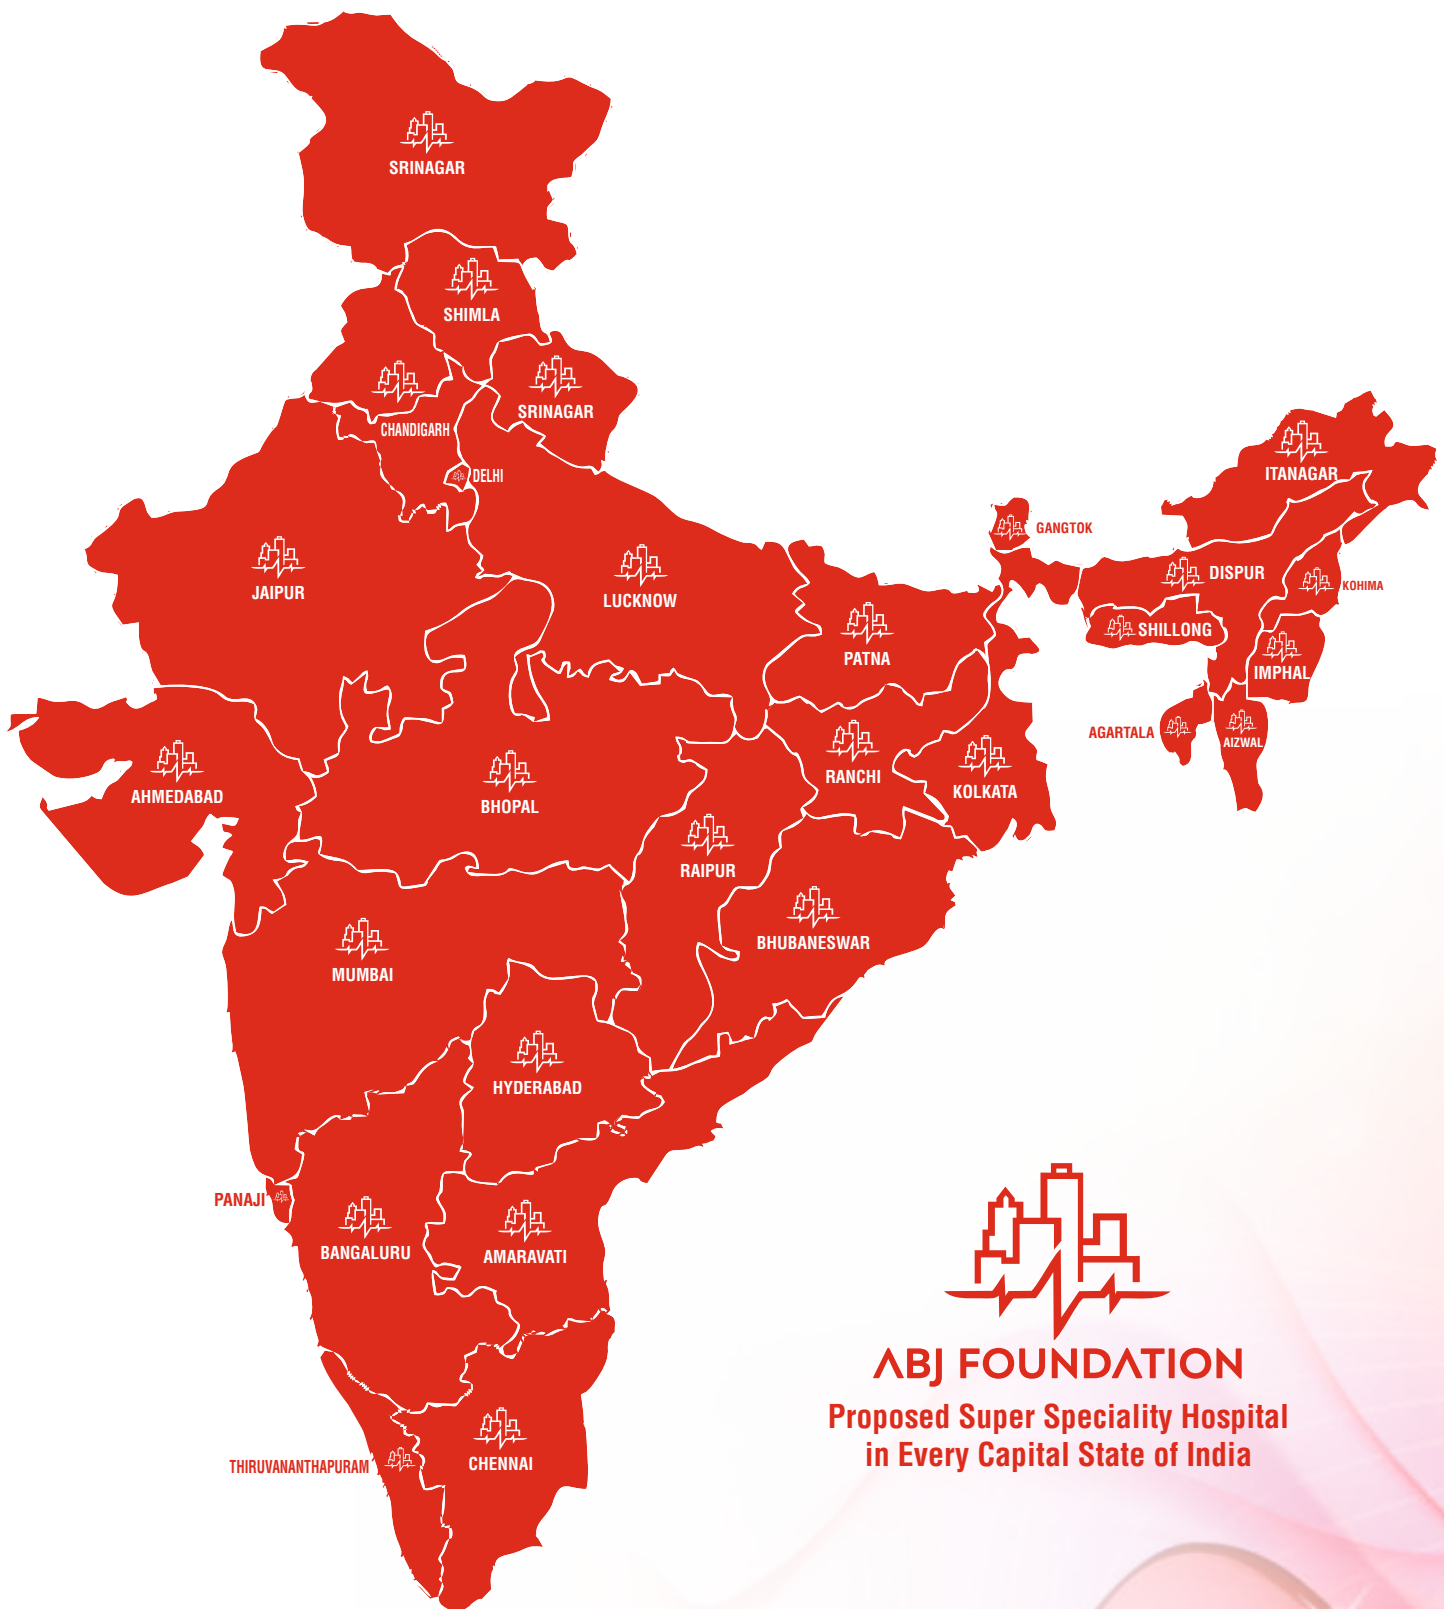 SRINAGAR
SHIMLA
SRINAGAR
CHANDIGARH
DELHI
ITANAGAR
GANGTOK
JAIPUR
LUCKNOW
DISPUR
KOHIMA
SHILLONG
PATNA
IMPHAL
AGARTALA
AIZWAL
AHMEDABAD
BHOPAL
RANCHI
KOLKATA
RAIPUR
BHUBANESWAR
MUMBAI
HYDERABAD
PANAJI
BANGALURU
AMARAVATI
THIRUVANANTHAPURAM
CHENNAI
ABJ FOUNDATION
Proposed Super Speciality Hospital
in Every Capital State of India